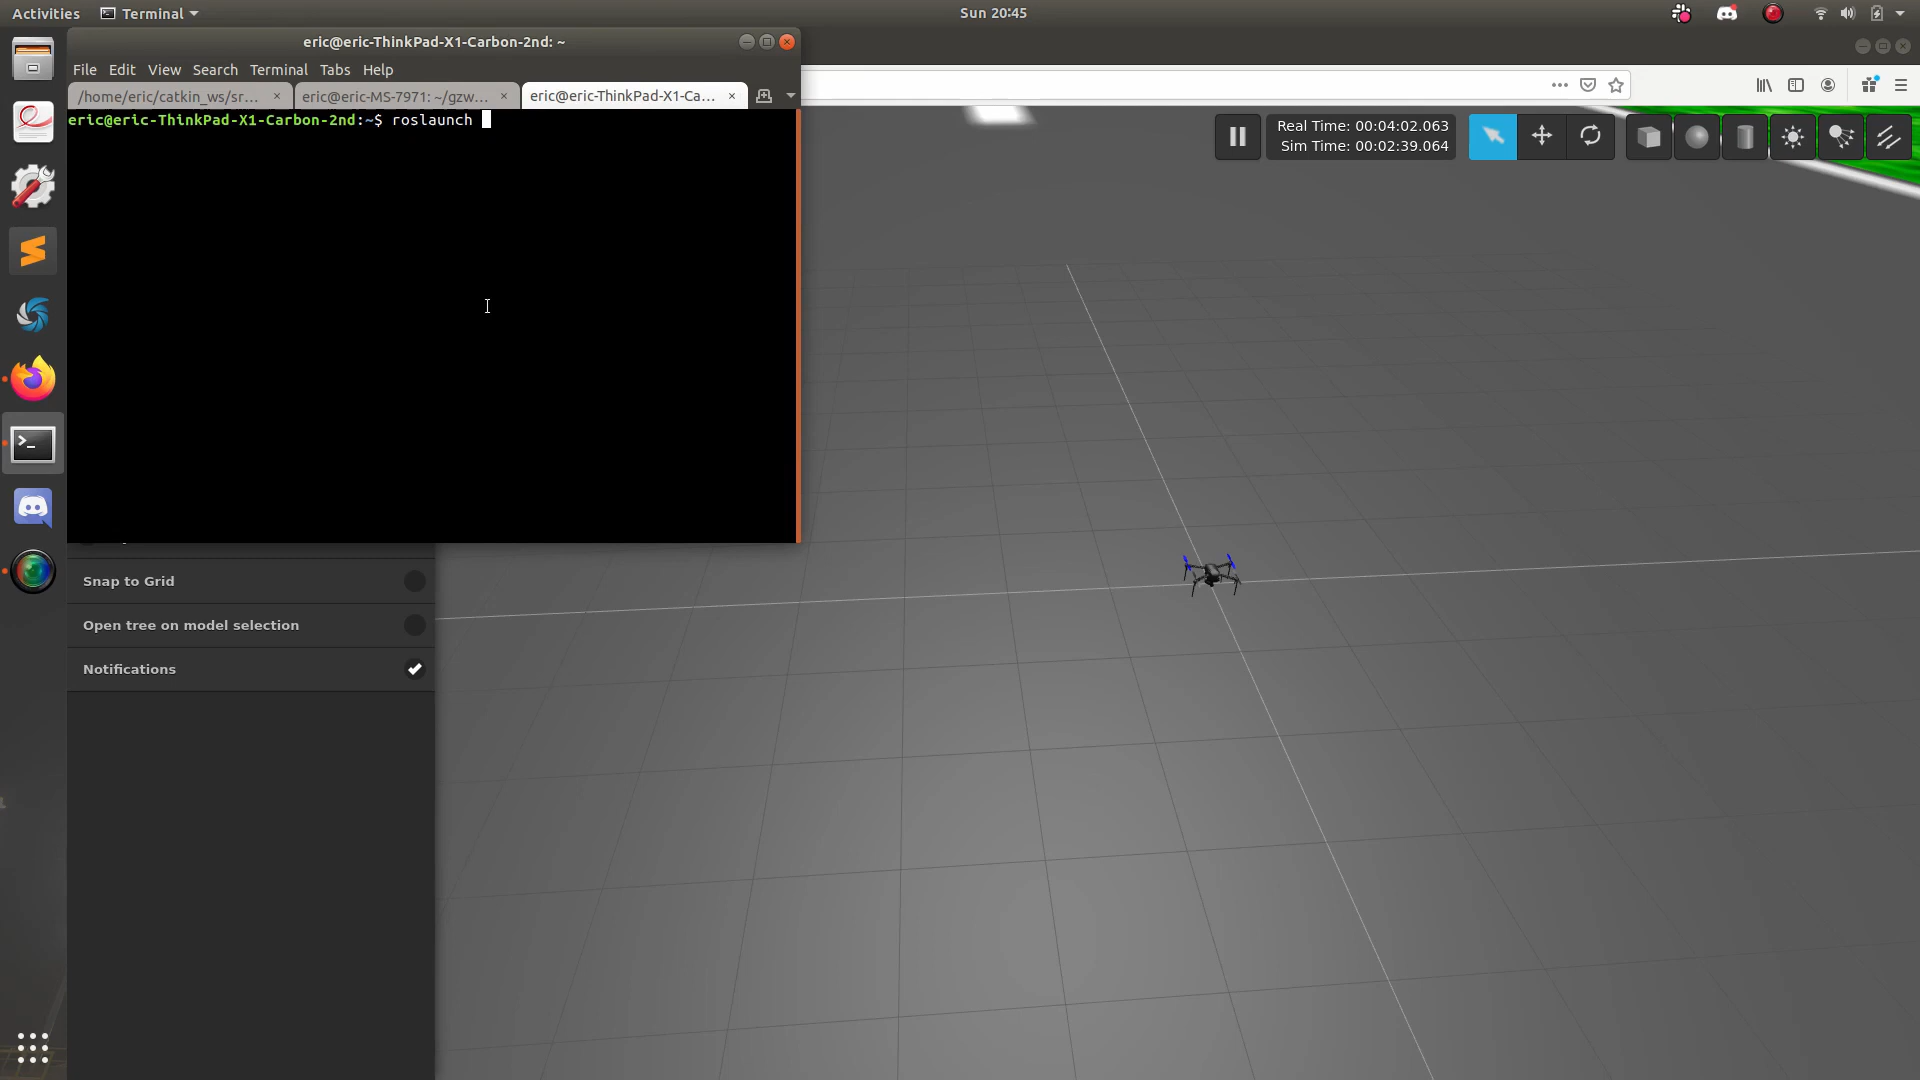 Activities Terminal Sun 20:45
eric@eric-ThinkPad-X1-Carbon-2nd: ~
File Edit View Search Terminal Tabs Help
/home/eric/catkin_ws/sr... × eric@eric-MS-7971: ~/gzw... × eric@eric-ThinkPad-X1-Ca... ×
eric@eric-ThinkPad-X1-Carbon-2nd:~$ roslaunch
Real Time: 00:04:02.063
Sim Time: 00:02:39.064
Snap to Grid
Open tree on model selection
Notifications